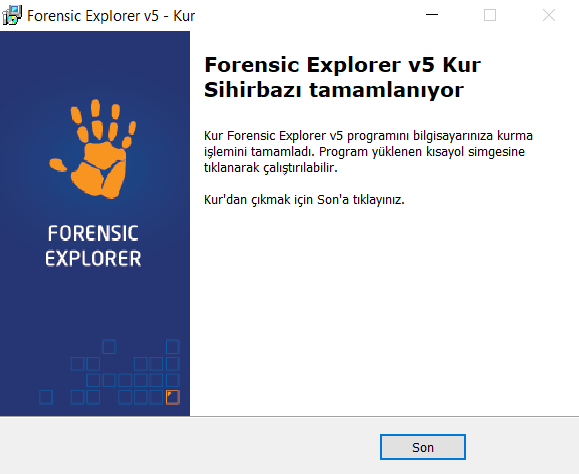 Forensic Explorer v5 - Kur
FORENSIC
EXPLORER
Forensic Explorer v5 Kur
Sihirbazı tamamlanıyor
Kur Forensic Explorer v5 programını bilgisayarınıza kurma
işlemini tamamladı. Program yüklenen kısayol simgesine
tıklanarak çalıştırılabilir.
Kur'dan çıkmak için Son'a tıklayınız.
Son